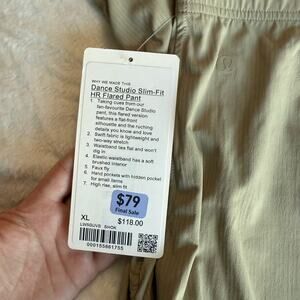 WHY WE MADE THIS
Dance Studio Slim-Fit
HR Flared Pant
1. Taking cues from our
fan-favourite Dance Studio
pant, this flared version
features a flat-front
silhouette and the ruching
details you know and love
2. Swift fabric is lightweight and
two-way stretch
3. Waistband ties flat and won't
dig in
4. Elastic waistband has a soft
brushed interior
5. Faux fly
6. Hand pockets with hidden pocket
for small items
7. High rise, slim fit
$79
Final Sale
XL
$118.00
000155661755